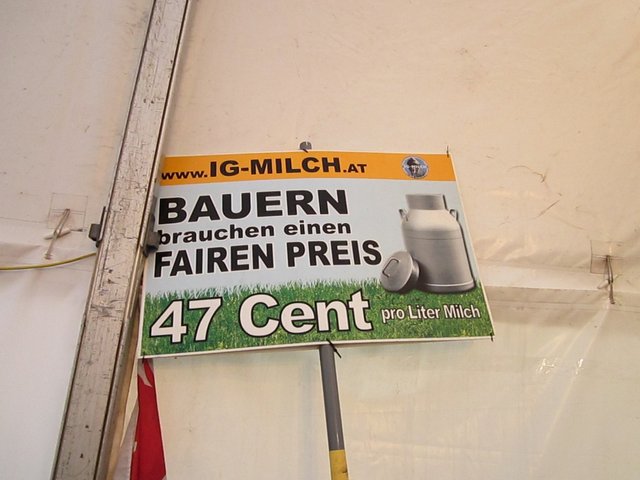 www.IG-MILCH.AT
BAUERN
brauchen einen
FAIREN PREIS
47 Cent pro Liter Milch